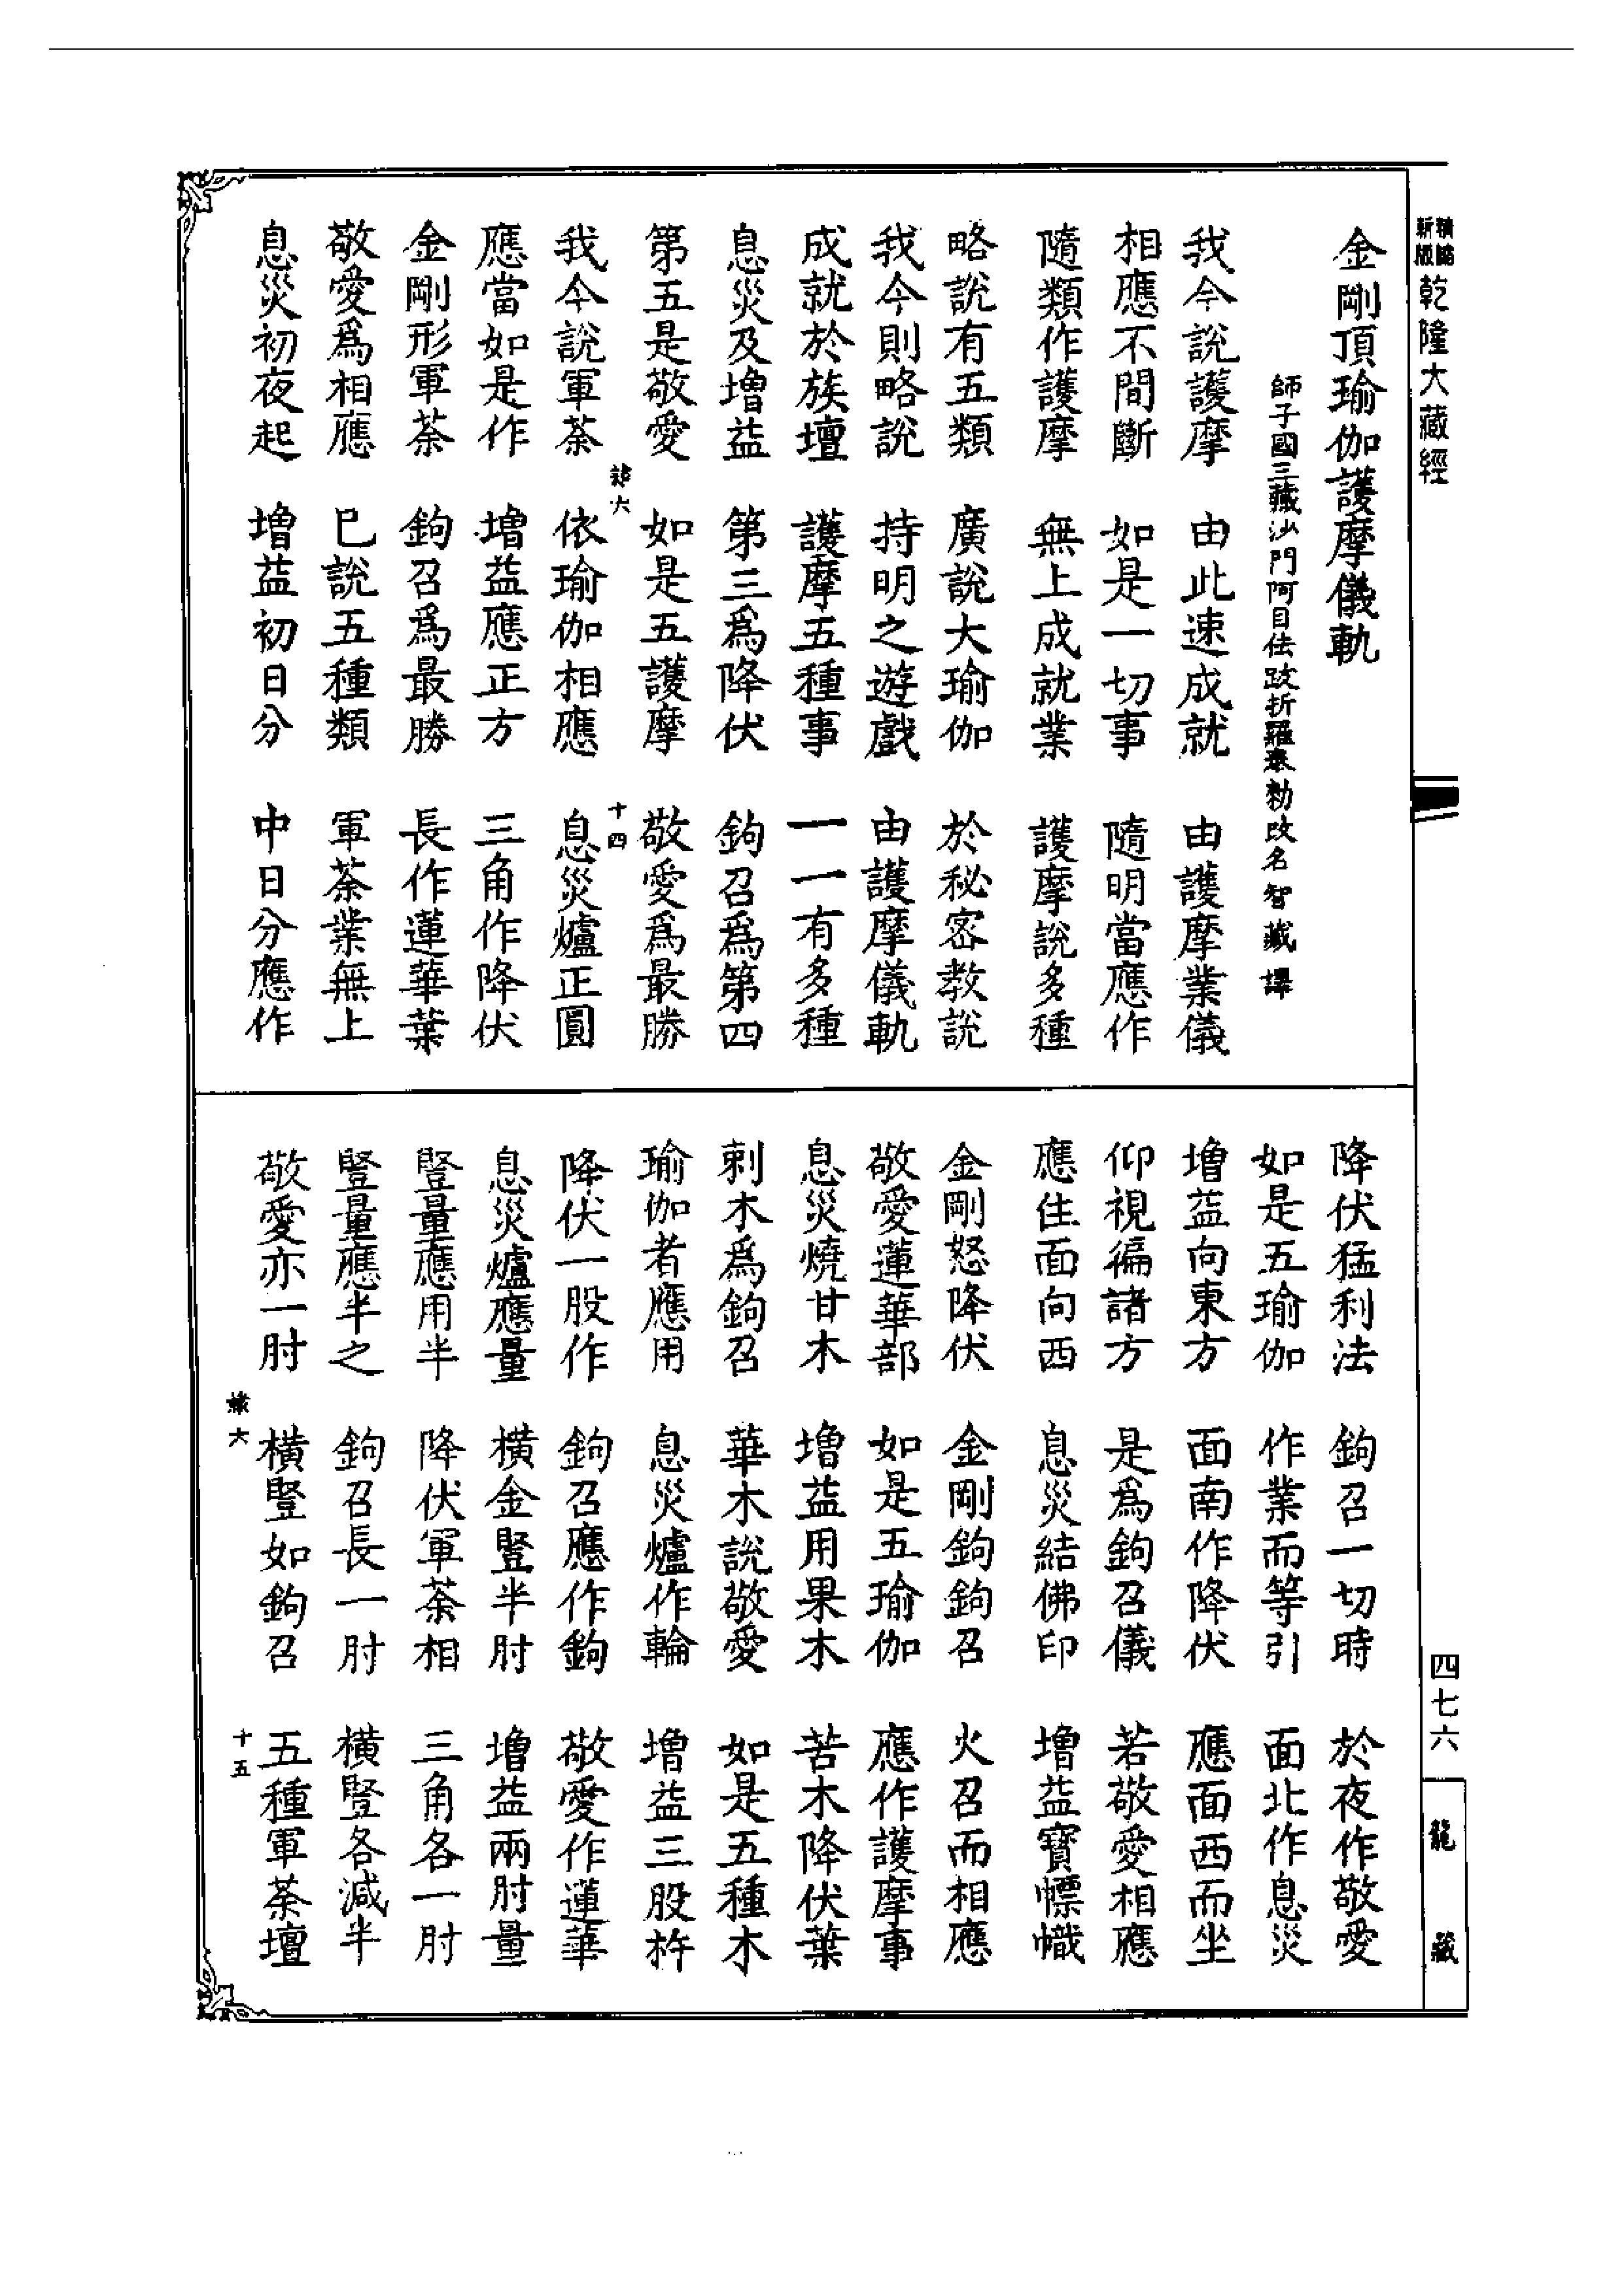 新版
乾隆大藏經
金剛頂瑜伽護摩儀軌
師子國三藏沙門阿目佉跋折羅奉勑改名智藏譯
我今說護摩 由此速成就 由護摩業儀
相應不間斷 如是一切事 隨明當應作
隨類作護摩 無上成就業 護摩說多種
略說有五類 廣說大瑜伽 於秘密教說
我今則略說 持明之遊戲 由護摩儀軌
成就於族壇 護摩五種事 一一有多種
息災及增益 第三為降伏 鉤召為第四
第五是敬愛 如是五護摩 敬愛為最勝
六 十四
我今說軍荼 依瑜伽相應 息災爐正圓
應當如是作 增益應正方 三角作降伏
金剛形軍荼 鉤召為最勝 長作蓮華葉
敬愛為相應 已說五種類 軍荼業無上
息災初夜起 增益初日分 中日分應作
降伏猛利法 鉤召一切時 於夜作敬愛
如是五瑜伽 作業而等引 面北作息災
增益向東方 面南作降伏 應面西而坐
仰視徧諸方 是為鉤召儀 若敬愛相應
應住面向西 息災結佛印 增益寶幖幟
金剛怒降伏 金剛鉤鉤召 火召而相應
敬愛蓮華部 如是五瑜伽 應作護摩事
息災燒甘木 增益用果木 苦木降伏葉
刺木為鉤召 華木說敬愛 如是五種木
瑜伽者應用 息災爐作輪 增益三股杵
降伏一股作 鉤召應作鉤 敬愛作蓮華
息災爐應量 橫金豎半肘 增益兩肘量
豎量應用半 降伏軍荼相 三角各一肘
豎量應半之 鉤召長一肘 橫豎各減半
敬愛亦一肘 橫豎如鉤召 五種軍荼壇
六 十五
四七六
龍藏